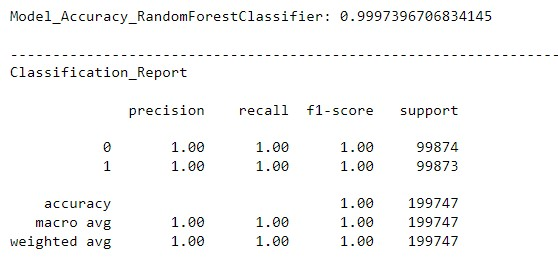 Model_Accuracy_RandomForestClassifier: 0.9997396706834145
--------------------------------------------------------
Classification_Report
precision recall f1-score support
0 1.00 1.00 1.00 99874
1 1.00 1.00 1.00 99873
accuracy 1.00 199747
macro avg 1.00 1.00 1.00 199747
weighted avg 1.00 1.00 1.00 199747